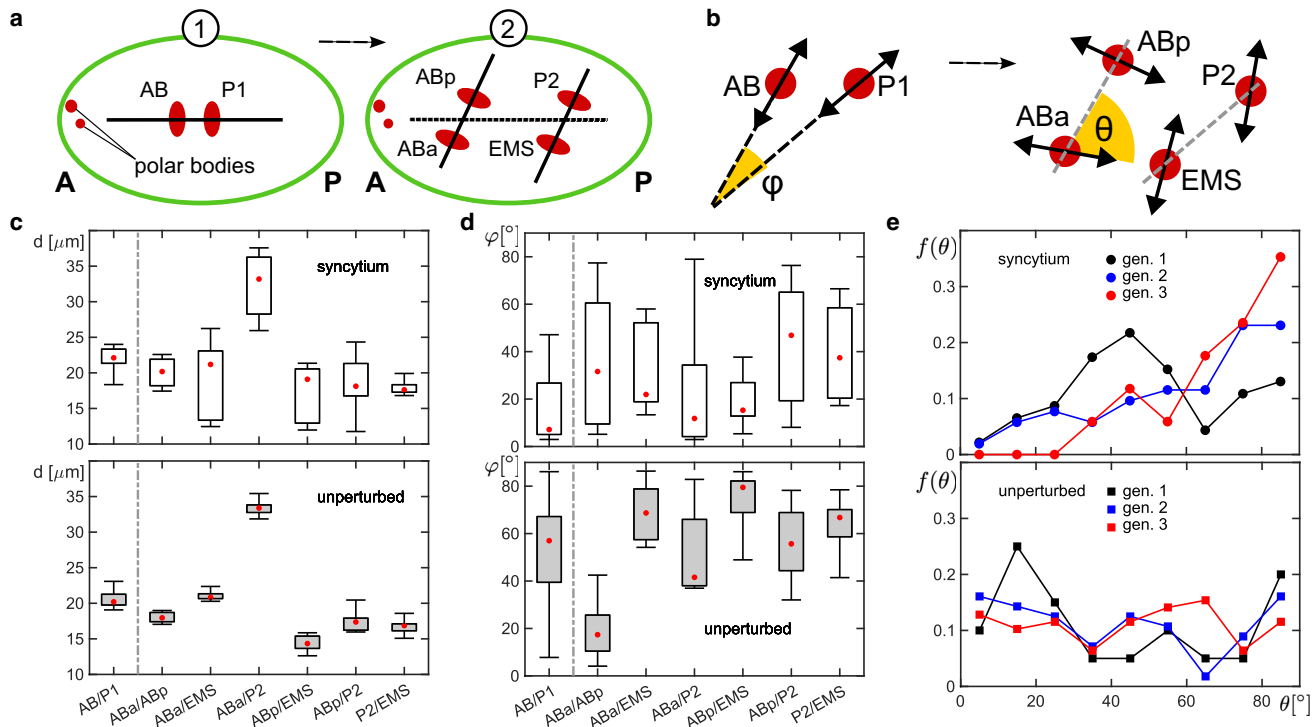 a
1
2
AB
P1
polar bodies
A
P
ABp
P2
ABa
EMS
A
P
b
AB
P1
φ
ABp
P2
ABa
θ
EMS
c
d [μm]
syncytium
35
30
25
20
15
10
d [μm]
unperturbed
35
30
25
20
15
10
AB/P1
ABa/ABp
ABa/EMS
ABa/P2
ABp/EMS
ABp/P2
P2/EMS
d
φ[°]
syncytium
80
60
40
20
0
φ[°]
unperturbed
80
60
40
20
0
AB/P1
ABa/ABp
ABa/EMS
ABa/P2
ABp/EMS
ABp/P2
P2/EMS
e
f(θ)
syncytium
gen. 1
gen. 2
gen. 3
0.3
0.2
0.1
0
f(θ)
unperturbed
gen. 1
gen. 2
gen. 3
0.3
0.2
0.1
0
0
20
40
60
80
θ[°]